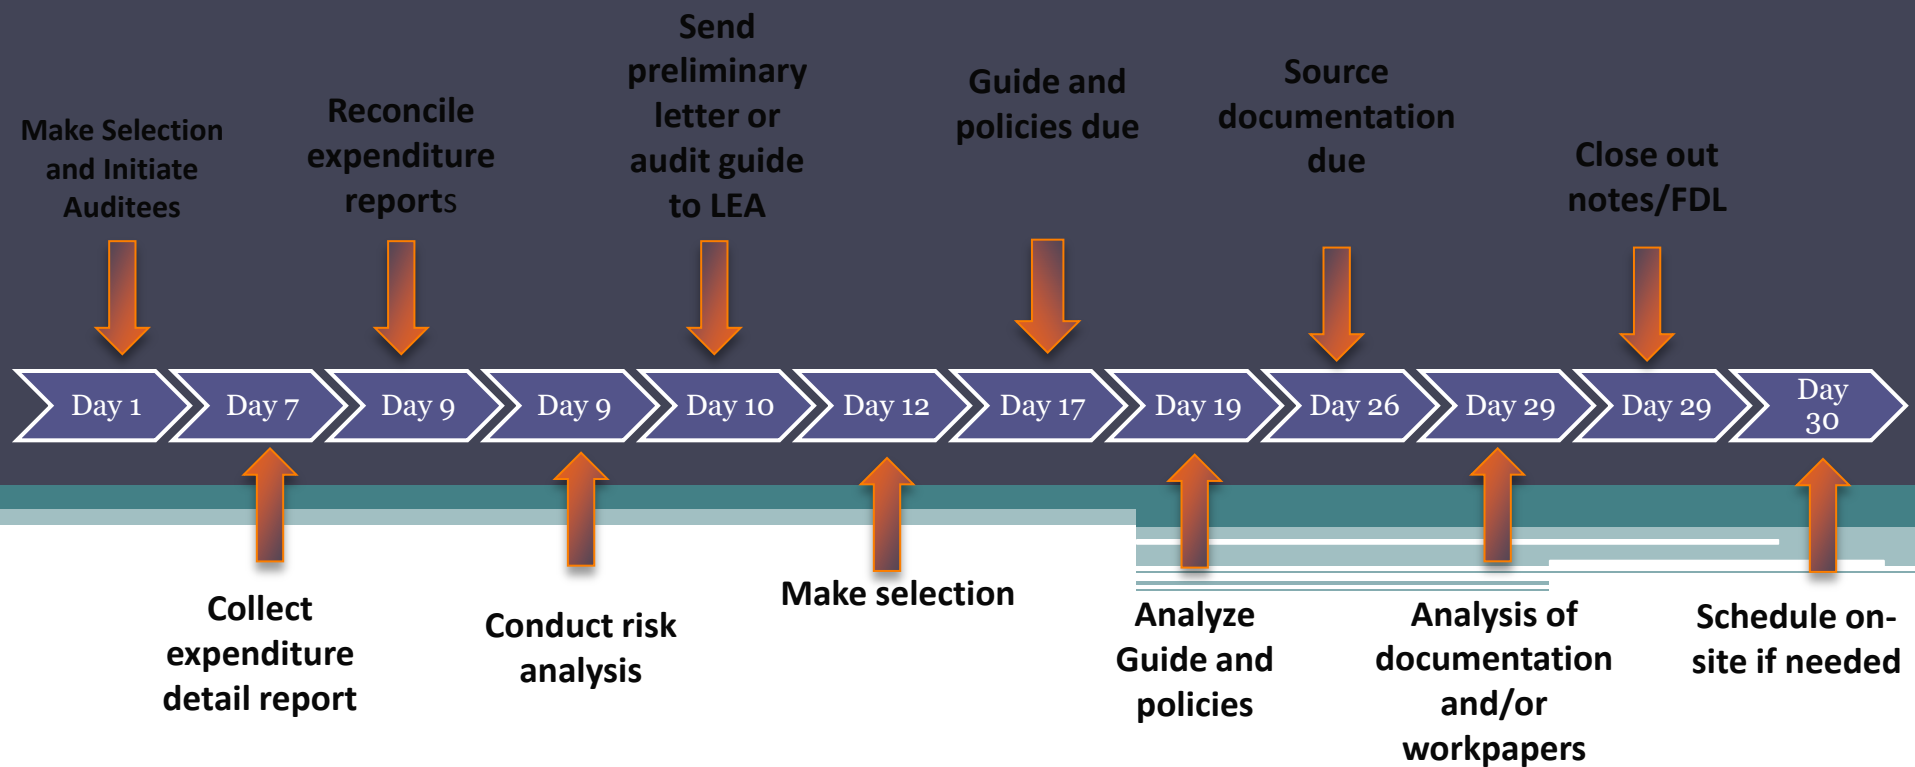 Make Selection
and Initiate
Auditees
Reconcile
expenditure
reports
Send
preliminary
letter or
audit guide
to LEA
Guide and
policies due
Source
documentation
due
Close out
notes/FDL
Day 1
Day 7
Day 9
Day 9
Day 10
Day 12
Day 17
Day 19
Day 26
Day 29
Day 29
Day
30
Collect
expenditure
detail report
Conduct risk
analysis
Make selection
Analyze
Guide and
policies
Analysis of
documentation
and/or
workpapers
Schedule on-
site if needed